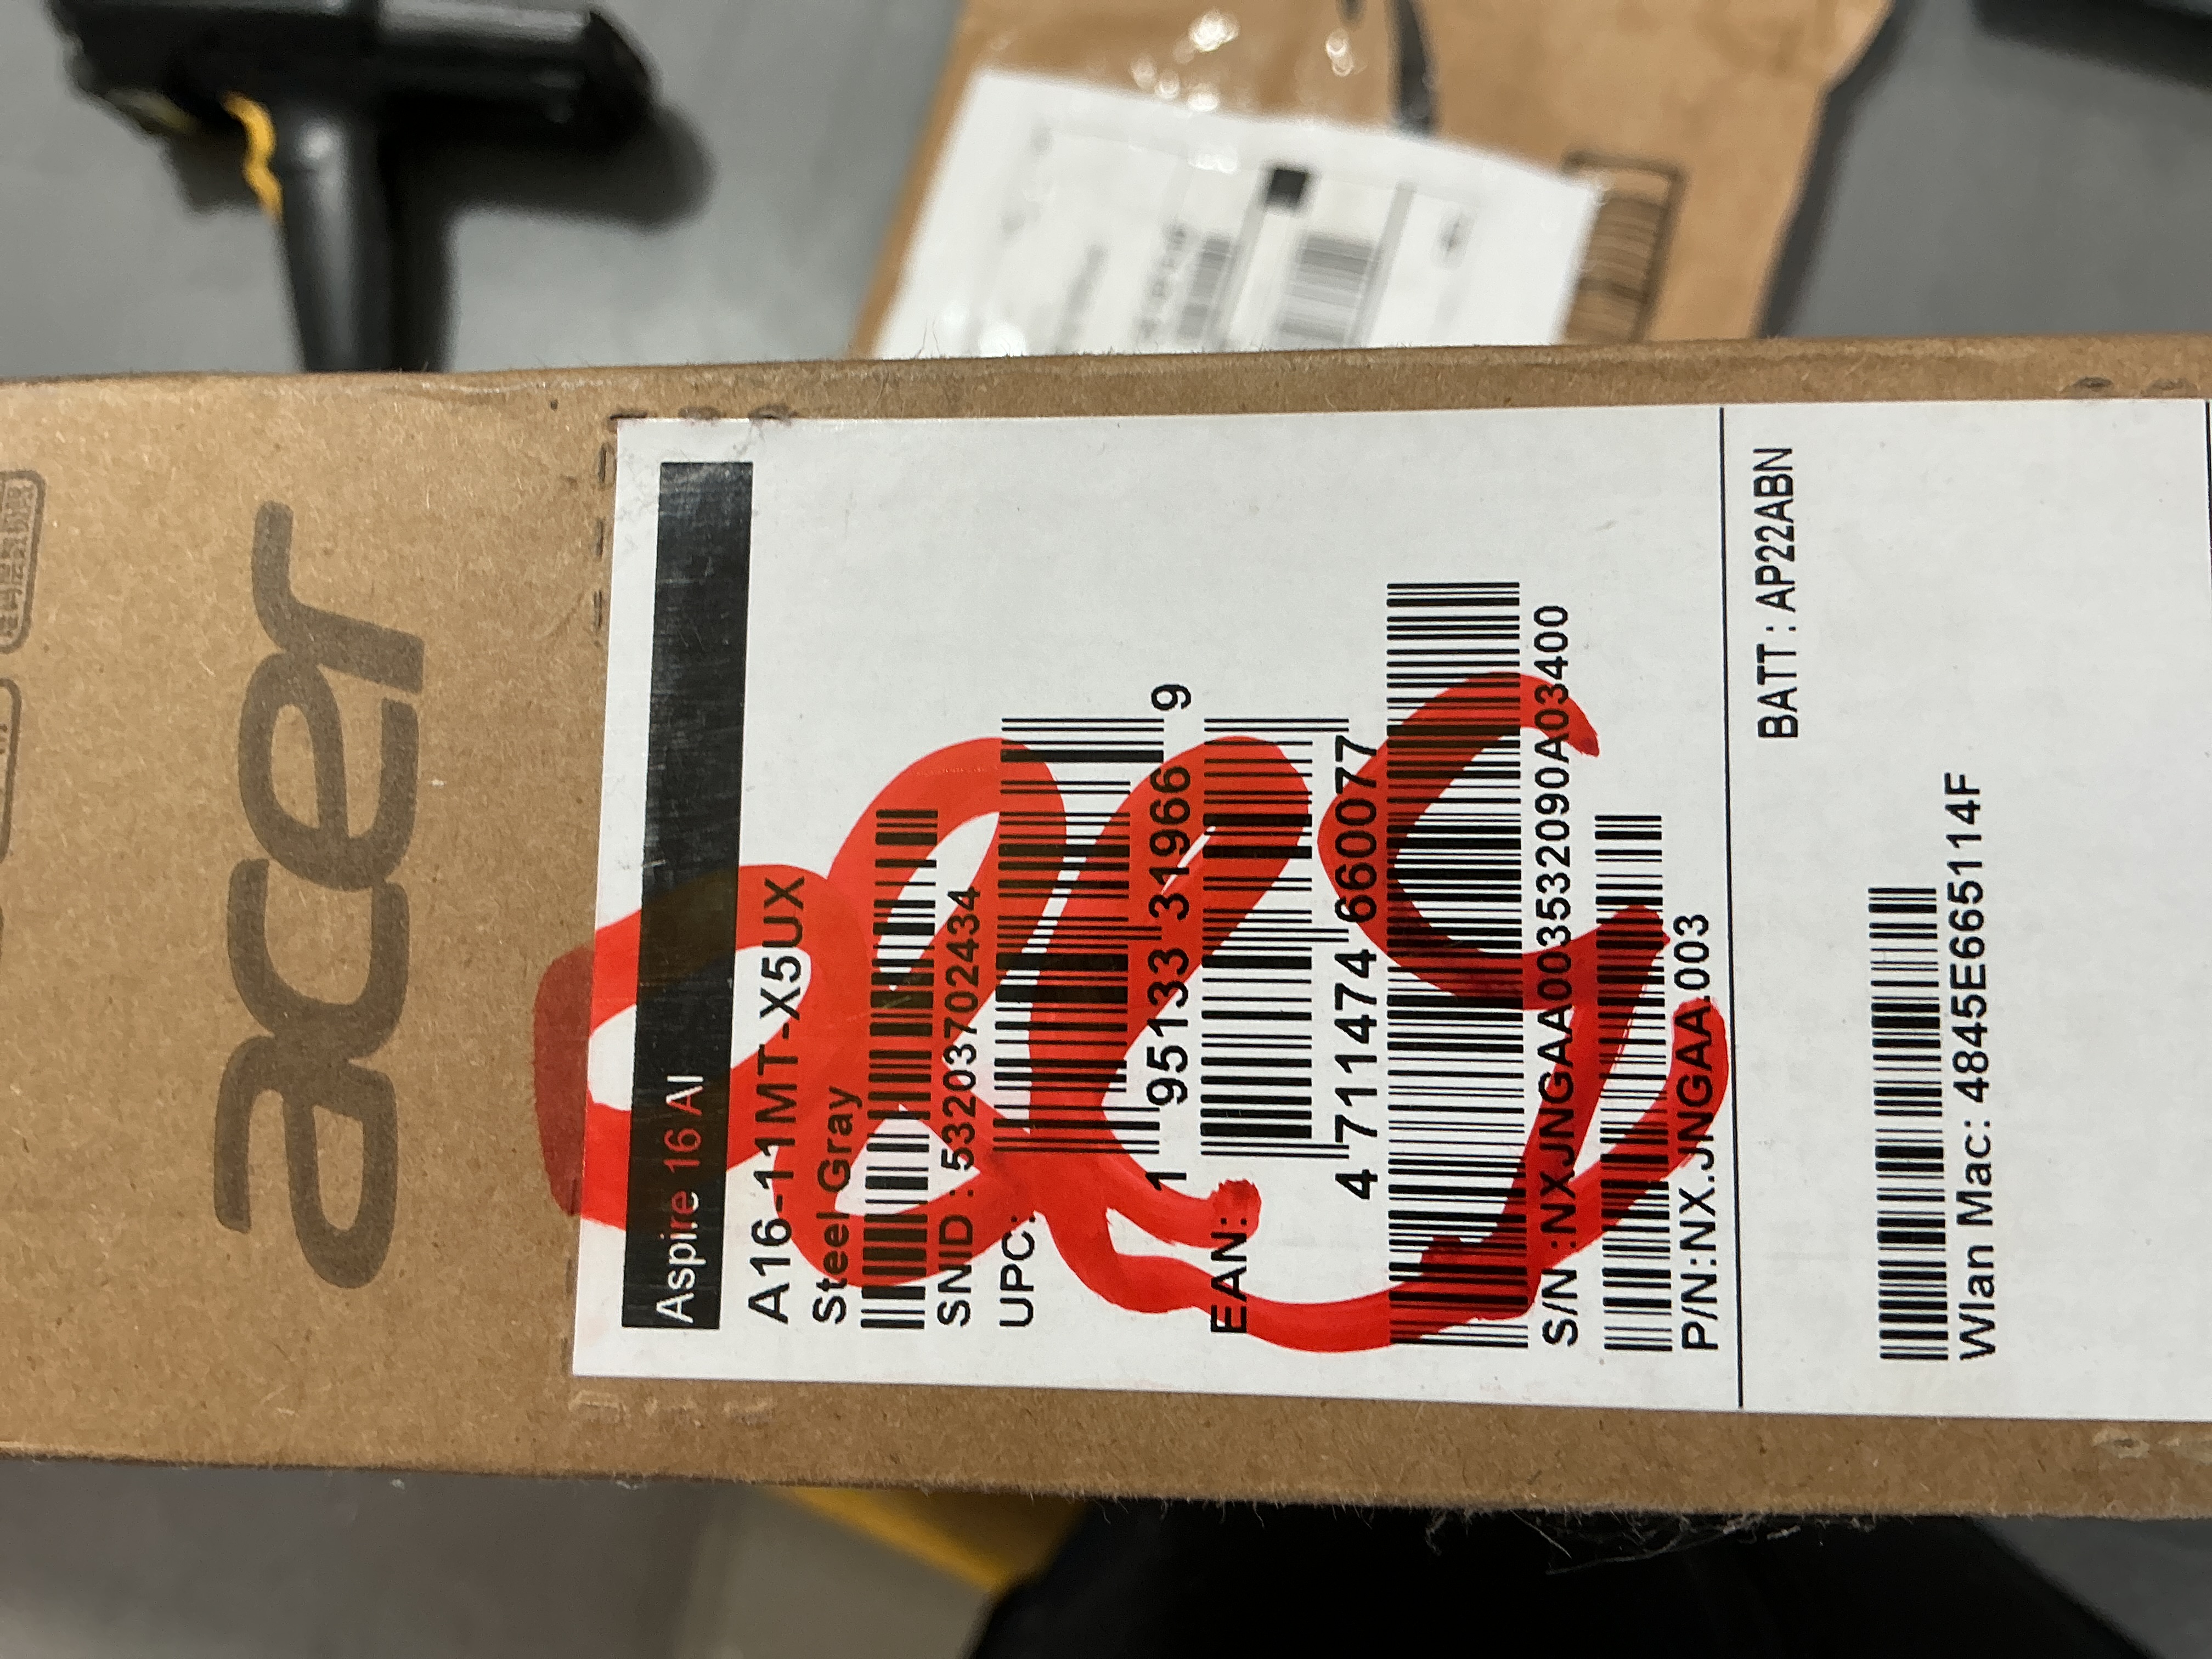 acer
Aspire 16 AI
A16-11MT-X5UX
Steel Gray
SNID : 53203702434
UPC:
1 95133 31966 9
EAN:
4 711474 660077
S/N :NXJNGAA003532090A03400
P/N:NX.JNGAA.003
BATT : AP22ABN
Wlan Mac: 4845E665114F